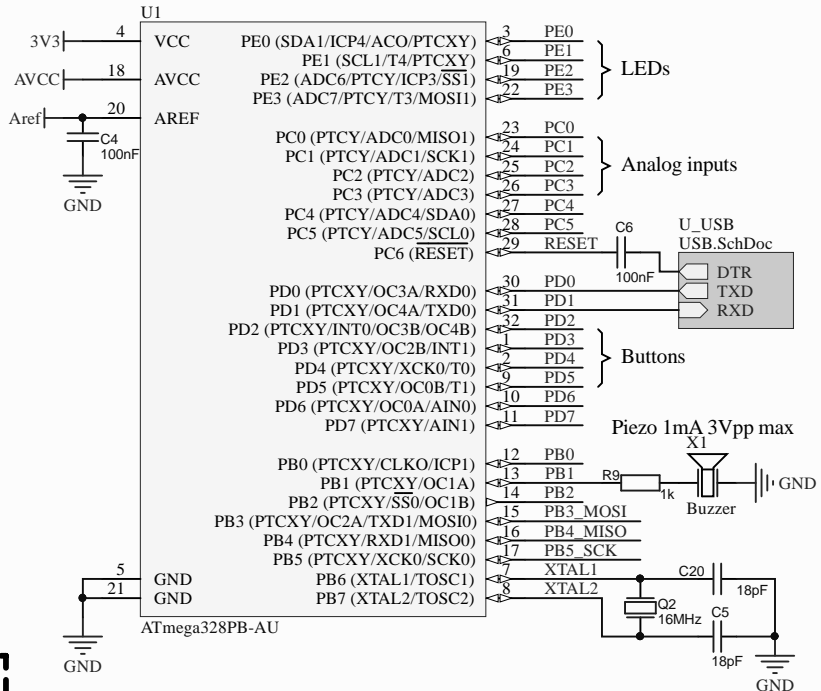 U1
3V3 4 VCC
AVCC 18 AVCC
Aref 20 AREF
C4
100nF
GND
PE0 (SDA1/ICP4/ACO/PTCXY) 3 PE0
PE1 (SCL1/T4/PTCXY) 6 PE1
PE2 (ADC6/PTCY/ICP3/SS1) 19 PE2
PE3 (ADC7/PTCY/T3/MOSI1) 22 PE3
LEDs
PC0 (PTCY/ADC0/MISO1) 23 PC0
PC1 (PTCY/ADC1/SCK1) 24 PC1
PC2 (PTCY/ADC2) 25 PC2
PC3 (PTCY/ADC3) 26 PC3
Analog inputs
PC4 (PTCY/ADC4/SDA0) 27 PC4
PC5 (PTCY/ADC5/SCL0) 28 PC5
PC6 (RESET) 29 RESET
C6
100nF
U_USB
USB.SchDoc
DTR
TXD
RXD
PD0 (PTCXY/OC3A/RXD0) 30 PD0
PD1 (PTCXY/OC4A/TXD0) 31 PD1
PD2 (PTCXY/INT0/OC3B/OC4B) 32 PD2
PD3 (PTCXY/OC2B/INT1) 1 PD3
PD4 (PTCXY/XCK0/T0) 2 PD4
PD5 (PTCXY/OC0B/T1) 9 PD5
Buttons
PD6 (PTCXY/OC0A/AIN0) 10 PD6
PD7 (PTCXY/AIN1) 11 PD7
Piezo 1mA 3Vpp max
X1
PB0 (PTCXY/CLKO/ICP1) 12 PB0
PB1 (PTCXY/OC1A) 13 PB1
R9
1k
Buzzer
GND
PB2 (PTCXY/SS0/OC1B) 14 PB2
PB3 (PTCXY/OC2A/TXD1/MOSI0) 15 PB3_MOSI
PB4 (PTCXY/RXD1/MISO0) 16 PB4_MISO
PB5 (PTCXY/XCK0/SCK0) 17 PB5_SCK
5 GND
21 GND
GND
PB6 (XTAL1/TOSC1) 7 XTAL1
PB7 (XTAL2/TOSC2) 8 XTAL2
C20
18pF
Q2
16MHz
C5
18pF
GND
ATmega328PB-AU